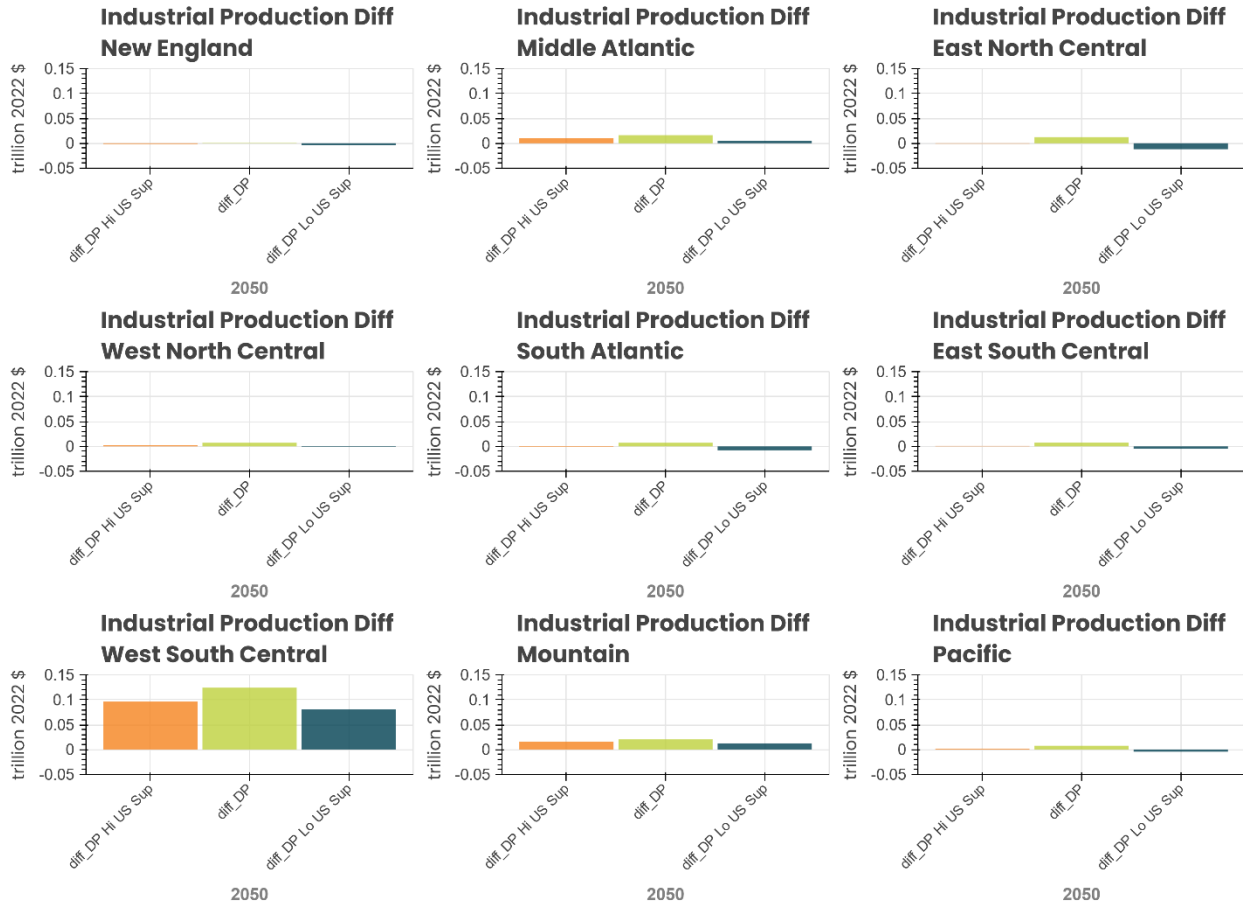 Industrial Production Diff
New England
trillion 2022 $
0.15
0.1
0.05
0
-0.05
diff_DP Hi US Sup
diff_DP
diff_DP Lo US Sup
2050
Industrial Production Diff
Middle Atlantic
trillion 2022 $
0.15
0.1
0.05
0
-0.05
diff_DP Hi US Sup
diff_DP
diff_DP Lo US Sup
2050
Industrial Production Diff
East North Central
trillion 2022 $
0.15
0.1
0.05
0
-0.05
diff_DP Hi US Sup
diff_DP
diff_DP Lo US Sup
2050
Industrial Production Diff
West North Central
trillion 2022 $
0.15
0.1
0.05
0
-0.05
diff_DP Hi US Sup
diff_DP
diff_DP Lo US Sup
2050
Industrial Production Diff
South Atlantic
trillion 2022 $
0.15
0.1
0.05
0
-0.05
diff_DP Hi US Sup
diff_DP
diff_DP Lo US Sup
2050
Industrial Production Diff
East South Central
trillion 2022 $
0.15
0.1
0.05
0
-0.05
diff_DP Hi US Sup
diff_DP
diff_DP Lo US Sup
2050
Industrial Production Diff
West South Central
trillion 2022 $
0.15
0.1
0.05
0
-0.05
diff_DP Hi US Sup
diff_DP
diff_DP Lo US Sup
2050
Industrial Production Diff
Mountain
trillion 2022 $
0.15
0.1
0.05
0
-0.05
diff_DP Hi US Sup
diff_DP
diff_DP Lo US Sup
2050
Industrial Production Diff
Pacific
trillion 2022 $
0.15
0.1
0.05
0
-0.05
diff_DP Hi US Sup
diff_DP
diff_DP Lo US Sup
2050